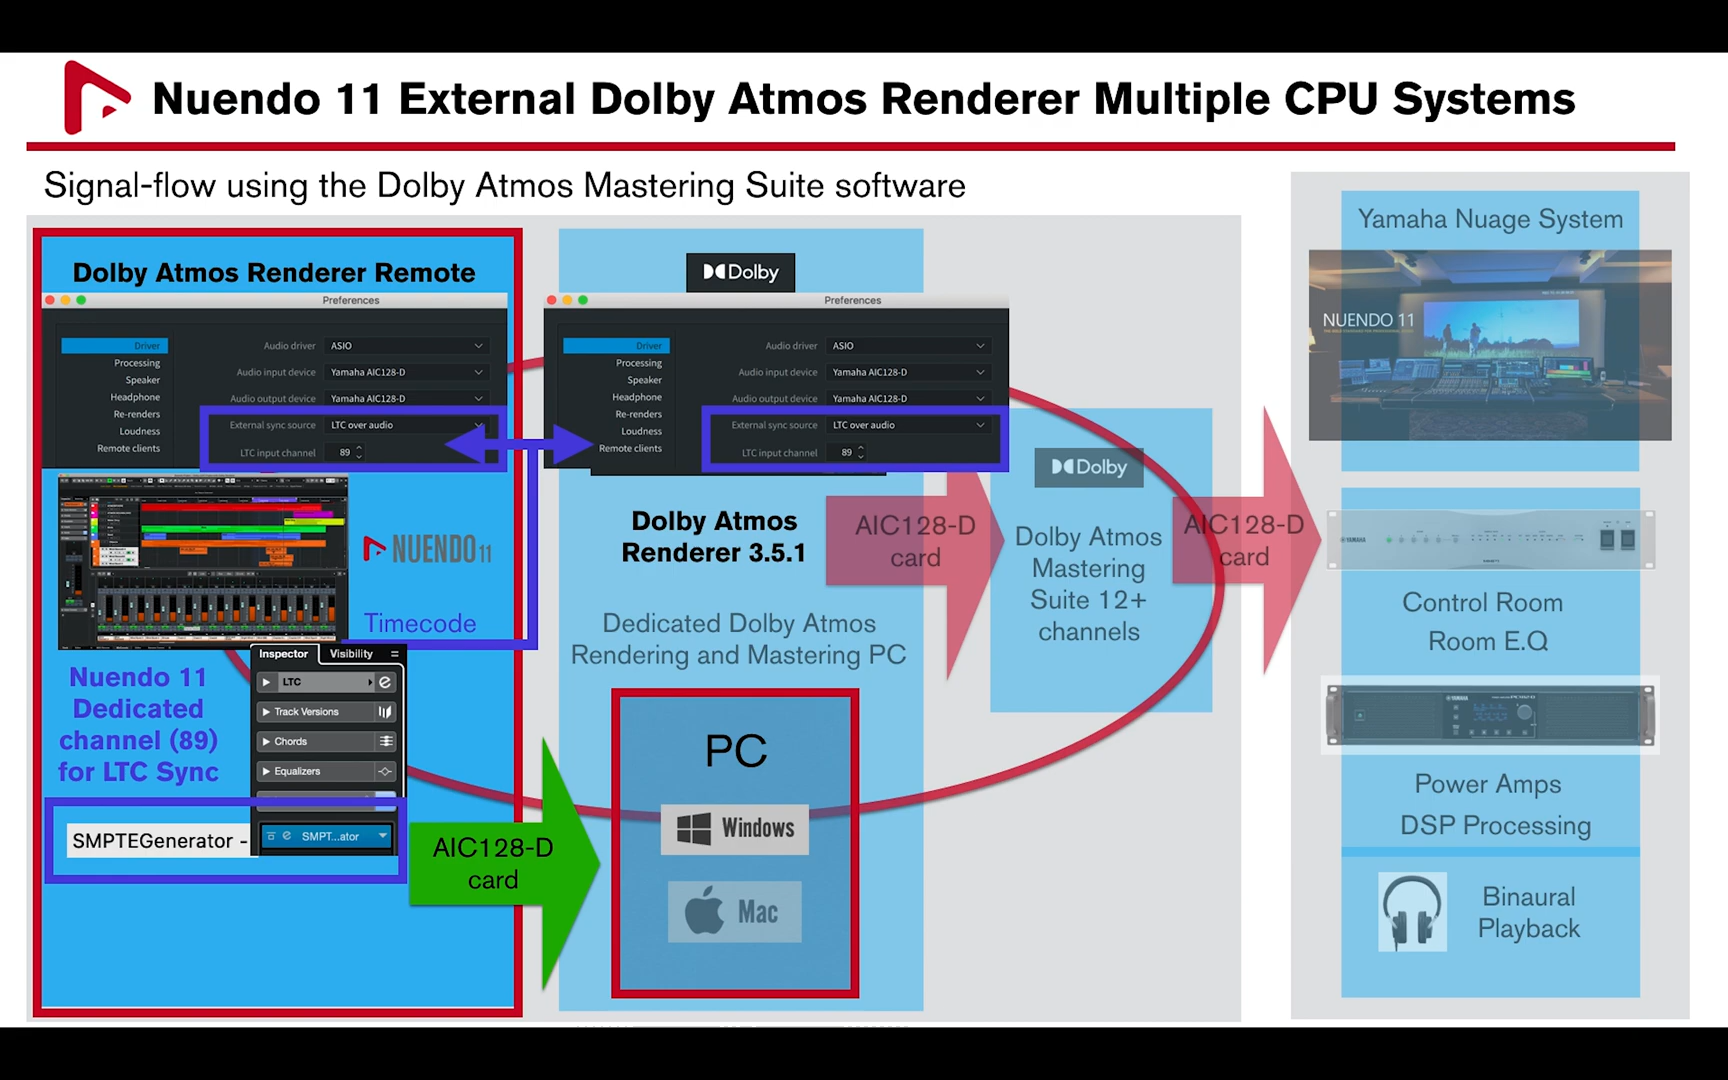 Nuendo 11 External Dolby Atmos Renderer Multiple CPU Systems
Signal-flow using the Dolby Atmos Mastering Suite software
Dolby Atmos Renderer Remote
Preferences
Driver
Processing
Speaker
Headphone
Re-renders
Loudness
Remote clients
Audio driver ASIO
Audio input device Yamaha AIC128-D
Audio output device Yamaha AIC128-D
External sync source LTC over audio
LTC input channel 89
NUENDO 11
Timecode
Nuendo 11
Dedicated
channel (89)
for LTC Sync
Inspector Visibility
LTC
Track Versions
Chords
Equalizers
SMPTEGenerator -
SMPT...ator
AIC128-D
card
Dolby
Preferences
Driver
Processing
Speaker
Headphone
Re-renders
Loudness
Remote clients
Audio driver ASIO
Audio input device Yamaha AIC128-D
Audio output device Yamaha AIC128-D
External sync source LTC over audio
LTC input channel 89
Dolby Atmos
Renderer 3.5.1
Dedicated Dolby Atmos
Rendering and Mastering PC
PC
Windows
Mac
AIC128-D
card
Dolby
Dolby Atmos
Mastering
Suite 12+
channels
AIC128-D
card
Yamaha Nuage System
NUENDO 11
YAMAHA
Control Room
Room E.Q
YAMAHA
Power Amps
DSP Processing
Binaural
Playback